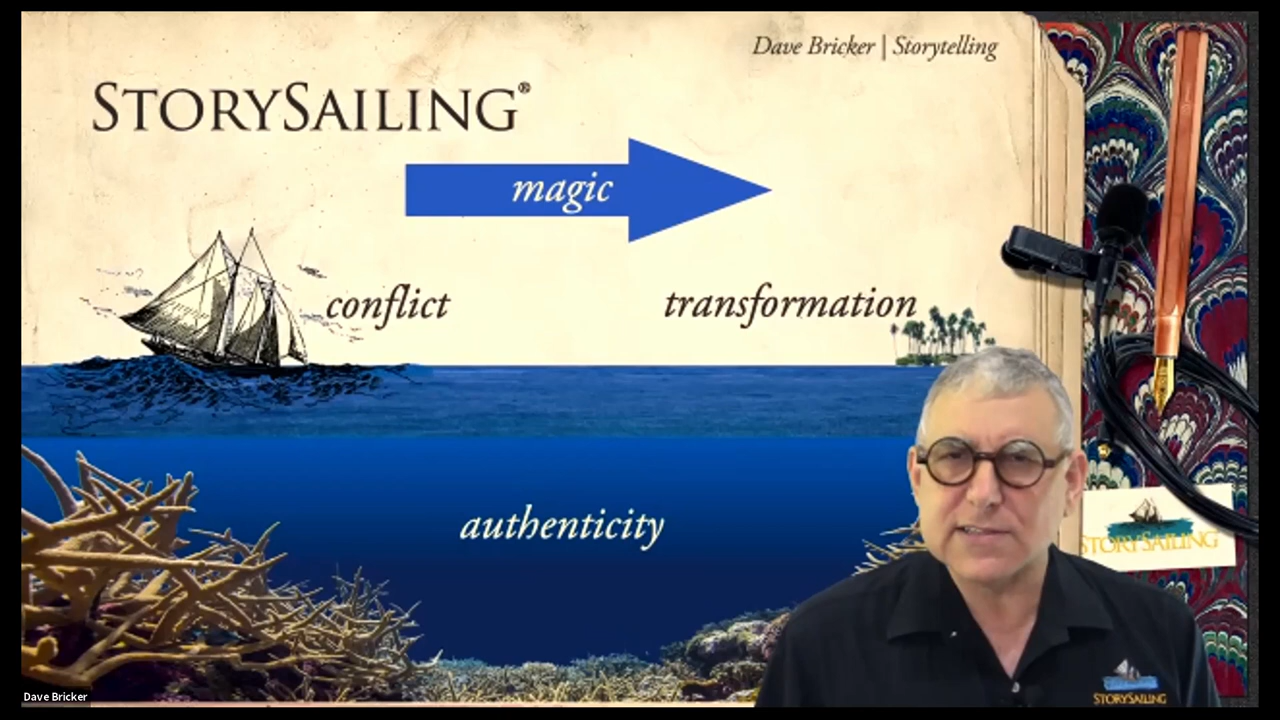 Dave Bricker | Storytelling
STORYSAILING®
magic
conflict
transformation
authenticity
STORYSAILING
STORYSAILING
Dave Bricker